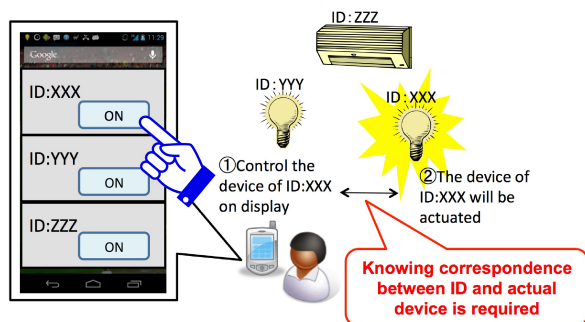 11:29
Google
ID:XXX
ON
ID:YYY
ON
ID:ZZZ
ON
ID:ZZZ
ID:YYY
ID:XXX
①Control the
device of ID:XXX
on display
②The device of
ID:XXX will be
actuated
Knowing correspondence
between ID and actual
device is required